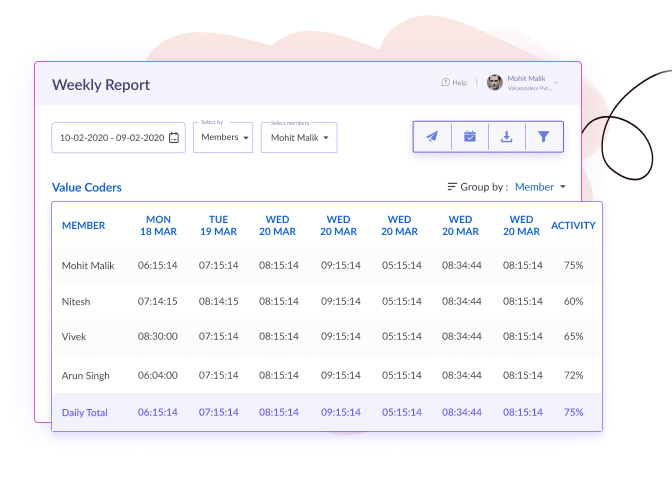 Weekly Report
Help
Mohit Malik
Valuecoders Pvt...
Select by
Select members
10-02-2020 - 09-02-2020
Members
Mohit Malik
Value Coders
Group by : Member
MEMBER MON 18 MAR TUE 19 MAR WED 20 MAR WED 20 MAR WED 20 MAR WED 20 MAR WED 20 MAR ACTIVITY
Mohit Malik 06:15:14 07:15:14 08:15:14 09:15:14 05:15:14 08:34:44 08:15:14 75%
Nitesh 07:14:15 08:14:15 08:15:14 09:15:14 05:15:14 08:34:44 08:15:14 60%
Vivek 08:30:00 07:15:14 08:15:14 09:15:14 05:15:14 08:34:44 08:15:14 65%
Arun Singh 06:04:00 07:15:14 08:15:14 09:15:14 05:15:14 08:34:44 08:15:14 72%
Daily Total 06:15:14 07:15:14 08:15:14 09:15:14 05:15:14 08:34:44 08:15:14 75%